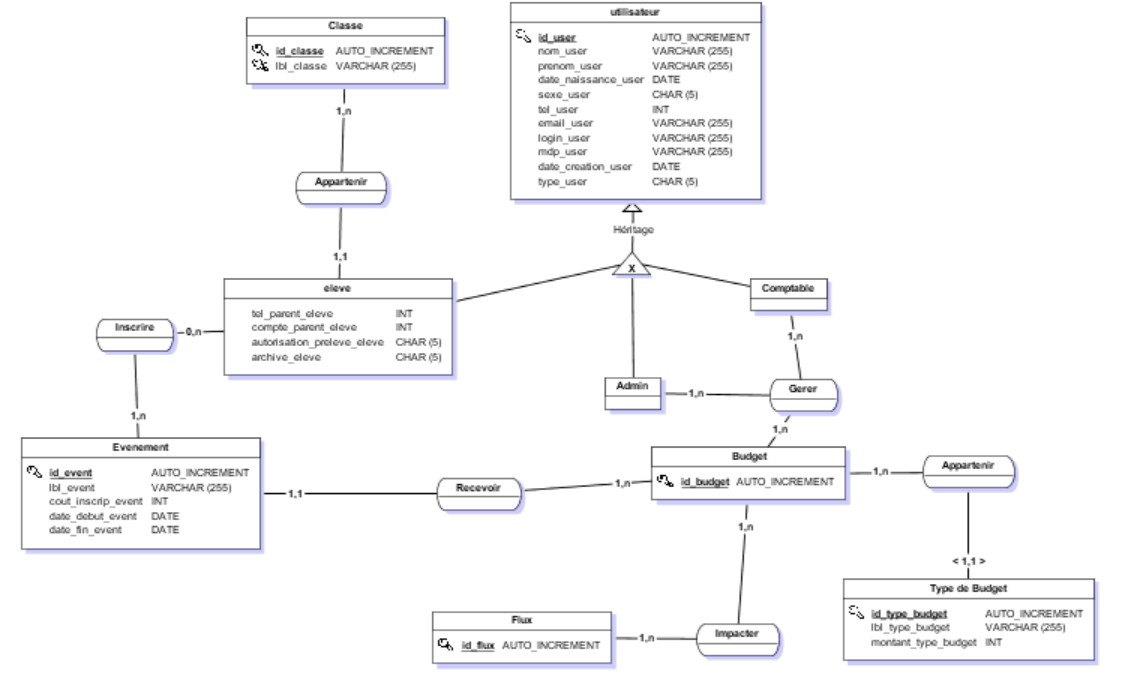 Classe
id_classe AUTO_INCREMENT
lbl_classe VARCHAR (255)
utilisateur
id_user AUTO_INCREMENT
nom_user VARCHAR (255)
prenom_user VARCHAR (255)
date_naissance_user DATE
sexe_user CHAR (5)
tel_user INT
email_user VARCHAR (255)
login_user VARCHAR (255)
mdp_user VARCHAR (255)
date_creation_user DATE
type_user CHAR (5)
1,n
Appartenir
1,1
Héritage
X
eleve
tel_parent_eleve INT
compte_parent_eleve INT
autorisation_preleve_eleve CHAR (5)
archive_eleve CHAR (5)
Comptable
Inscrire
0,n
1,n
Admin
1,n
Gerer
1,n
1,n
Evenement
id_event AUTO_INCREMENT
lbl_event VARCHAR (255)
cout_inscrip_event INT
date_debut_event DATE
date_fin_event DATE
1,1
Recevoir
1,n
Budget
id_budget AUTO_INCREMENT
1,n
Appartenir
1,n
< 1,1 >
Type de Budget
id_type_budget AUTO_INCREMENT
lbl_type_budget VARCHAR (255)
montant_type_budget INT
Flux
id_flux AUTO_INCREMENT
1,n
Impacter